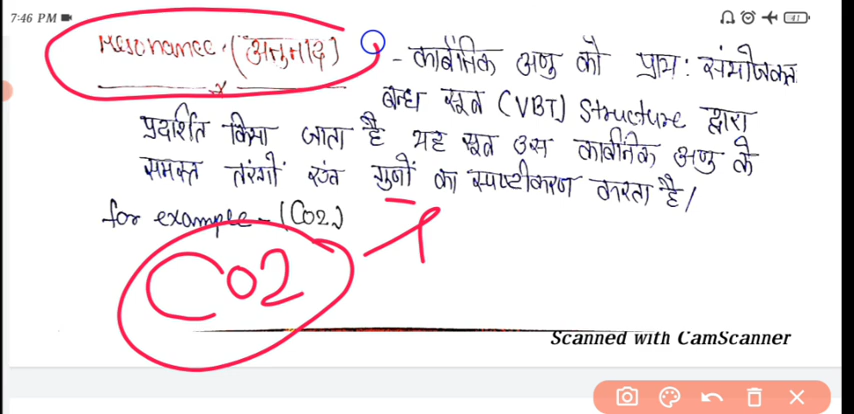 7:46 PM
41
Resonance (अनुनाद) - कार्बनिक अणु को प्राय: संयोजकता
बन्ध सूत्र (VBT) Structure द्वारा
प्रदर्शित किया जाता है यह सूत्र उस कार्बनिक अणु के
समस्त तरंगों एवं गुणों का स्पष्टीकरण करता है/
for example - (CO2)
CO2
Scanned with CamScanner